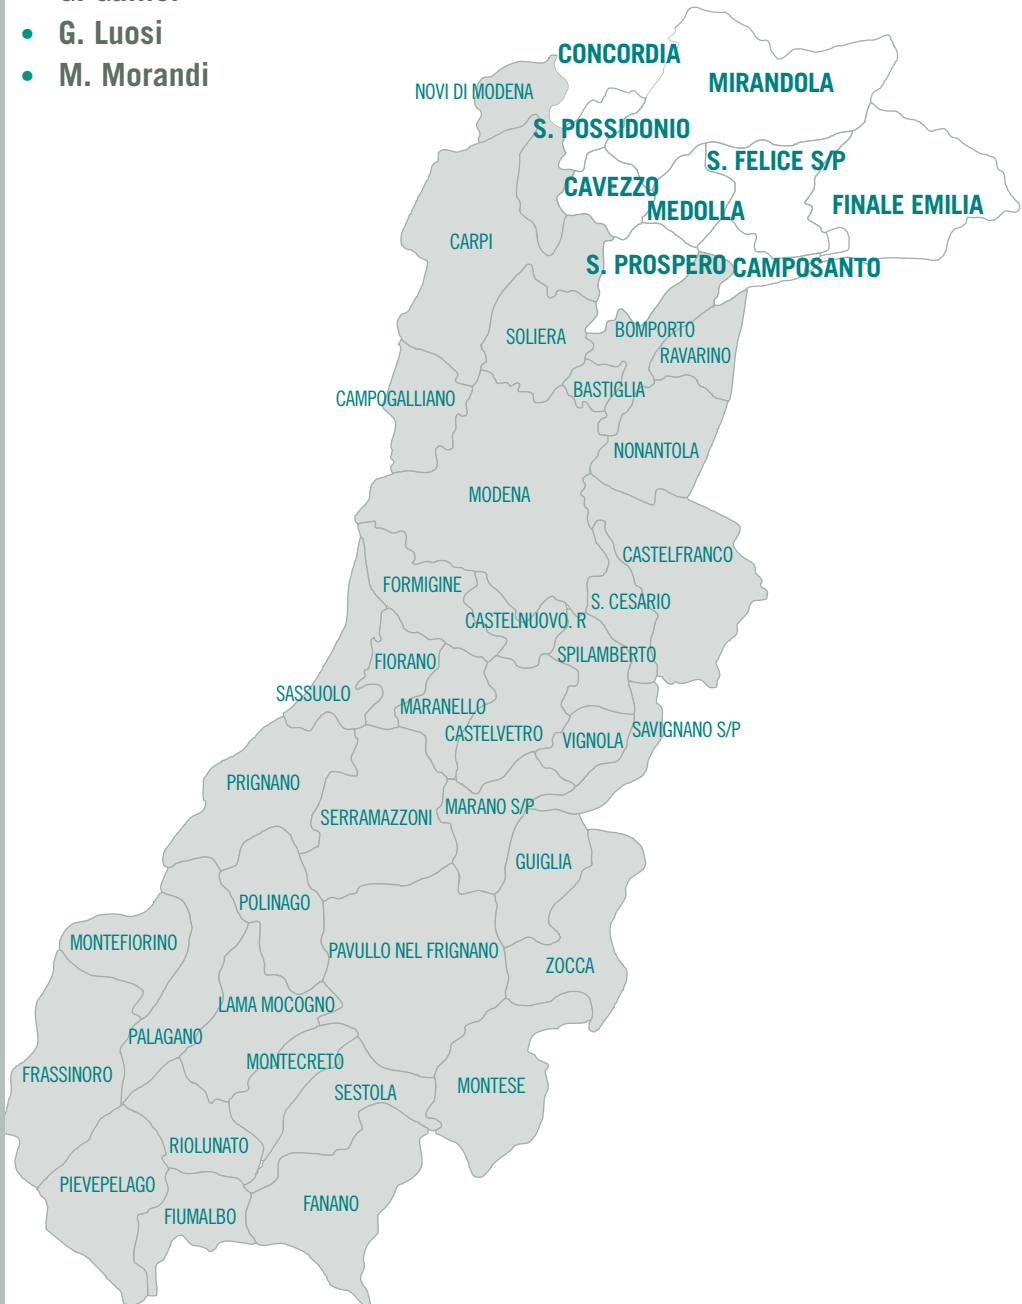 G. Luosi
M. Morandi
CONCORDIA
MIRANDOLA
NOVI DI MODENA
S. POSSIDONIO
S. FELICE S/P
CAVEZZO
MEDOLLA
FINALE EMILIA
CARPI
S. PROSPERO
CAMPOSANTO
SOLIERA
BOMPORTO
RAVARINO
CAMPOGALLIANO
BASTIGLIA
NONANTOLA
MODENA
CASTELFRANCO
FORMIGINE
S. CESARIO
CASTELNUOVO. R
SPILAMBERTO
FIORANO
SASSUOLO
MARANELLO
CASTELVETRO
VIGNOLA
SAVIGNANO S/P
PRIGNANO
SERRAMAZZONI
MARANO S/P
GUIGLIA
POLINAGO
MONTEFIORINO
PAVULLO NEL FRIGNANO
ZOCCA
LAMA MOCOGNO
PALAGANO
MONTECRETO
FRASSINORO
SESTOLA
MONTESE
RIOLUNATO
PIEVEPELAGO
FANANO
FIUMALBO